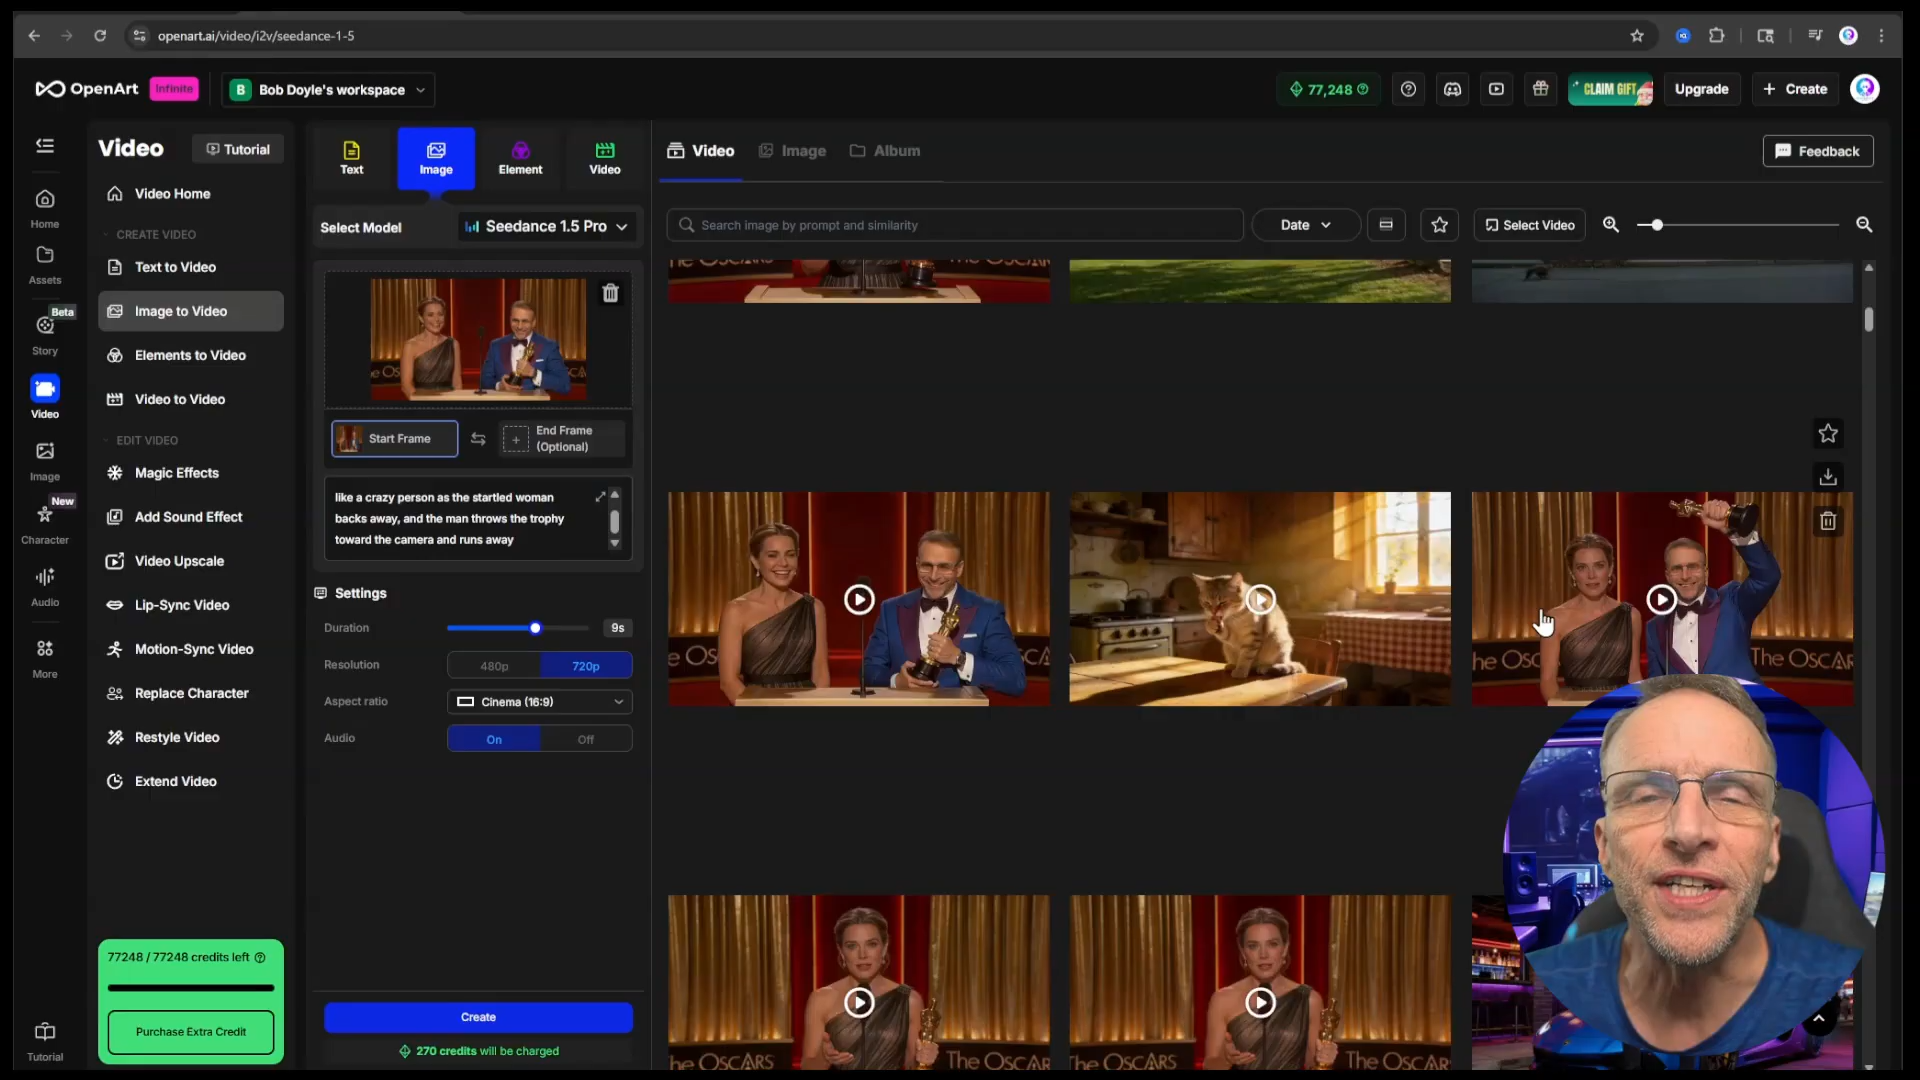 openart.ai/video/i2v/seedance-1-5
OpenArt
Infinite
B
Bob Doyle's workspace
77,248
CLAIM GIFT
Upgrade
+ Create
Home
Assets
Beta
Story
Video
Image
New
Character
Audio
More
Tutorial
Video
Tutorial
Video Home
CREATE VIDEO
Text to Video
Image to Video
Elements to Video
Video to Video
EDIT VIDEO
Magic Effects
Add Sound Effect
Video Upscale
Lip-Sync Video
Motion-Sync Video
Replace Character
Restyle Video
Extend Video
77248 / 77248 credits left
Purchase Extra Credit
Text
Image
Element
Video
Select Model
Seedance 1.5 Pro
Start Frame
End Frame
(Optional)
like a crazy person as the startled woman
backs away, and the man throws the trophy
toward the camera and runs away
Settings
Duration
9s
Resolution
480p
720p
Aspect ratio
Cinema (16:9)
Audio
On
Off
Create
270 credits will be charged
Video
Image
Album
Feedback
Search image by prompt and similarity
Date
Select Video
The OSCARS
The OSCARS